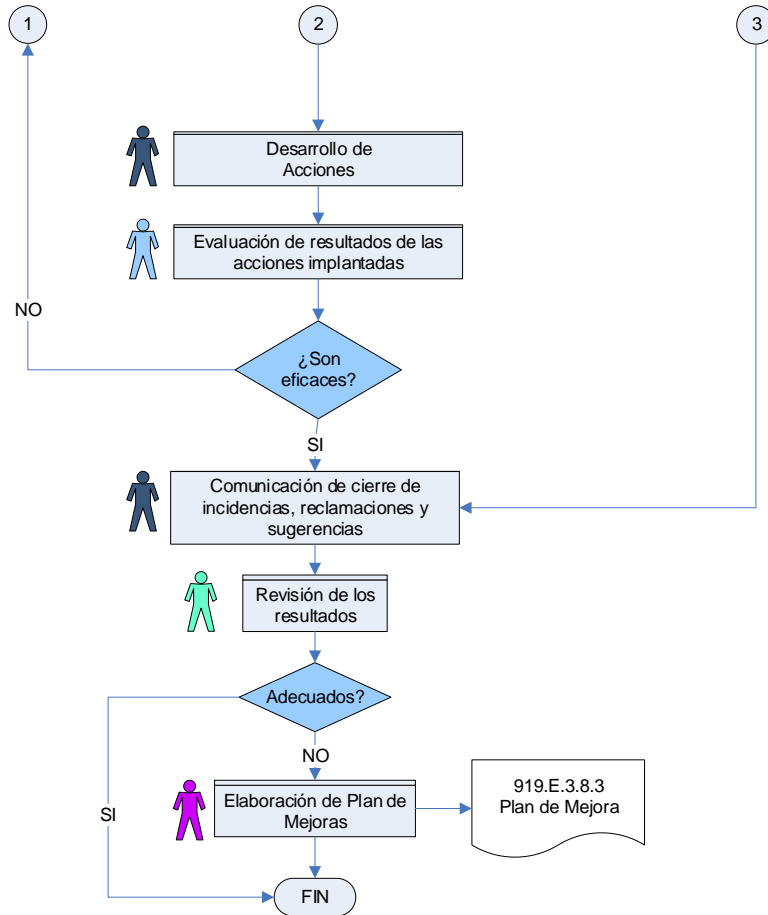 1
2
3
Desarrollo de
Acciones
Evaluación de resultados de las
acciones implantadas
NO
¿Son
eficaces?
SI
Comunicación de cierre de
incidencias, reclamaciones y
sugerencias
Revisión de los
resultados
Adecuados?
NO
SI
Elaboración de Plan de
Mejoras
919.E.3.8.3
Plan de Mejora
FIN